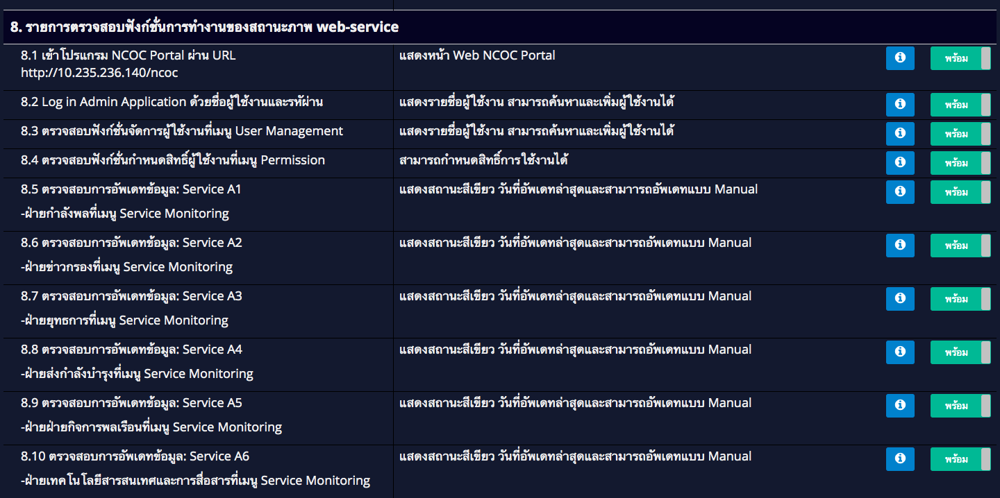 8. รายการตรวจสอบฟังก์ชั่นการทำงานของสถานะภาพ web-service
8.1 เข้าโปรแกรม NCOC Portal ผ่าน URL
http://10.235.236.140/ncoc
แสดงหน้า Web NCOC Portal
พร้อม
8.2 Log in Admin Application ด้วยชื่อผู้ใช้งานและรหัผ่าน
แสดงรายชื่อผู้ใช้งาน สามารถค้นหาและเพิ่มผู้ใช้งานได้
พร้อม
8.3 ตรวจสอบฟังก์ชั่นจัดการผู้ใช้งานที่เมนู User Management
แสดงรายชื่อผู้ใช้งาน สามารถค้นหาและเพิ่มผู้ใช้งานได้
พร้อม
8.4 ตรวจสอบฟังก์ชั่นกำหนดสิทธิ์ผู้ใช้งานที่เมนู Permission
สามารถกำหนดสิทธิ์การใช้งานได้
พร้อม
8.5 ตรวจสอบการอัพเดทข้อมูล: Service A1
-ฝ่ายกำลังพลที่เมนู Service Monitoring
แสดงสถานะสีเขียว วันที่อัพเดทล่าสุดและสามาารถอัพเดทแบบ Manual
พร้อม
8.6 ตรวจสอบการอัพเดทข้อมูล: Service A2
-ฝ่ายข่าวกรองที่เมนู Service Monitoring
แสดงสถานะสีเขียว วันที่อัพเดทล่าสุดและสามารถอัพเดทแบบ Manual
พร้อม
8.7 ตรวจสอบการอัพเดทข้อมูล: Service A3
-ฝ่ายยุทธการที่เมนู Service Monitoring
แสดงสถานะสีเขียว วันที่อัพเดทล่าสุดและสามารถอัพเดทแบบ Manual
พร้อม
8.8 ตรวจสอบการอัพเดทข้อมูล: Service A4
-ฝ่ายส่งกำลังบำรุงที่เมนู Service Monitoring
แสดงสถานะสีเขียว วันที่อัพเดทล่าสุดและสามารถอัพเดทแบบ Manual
พร้อม
8.9 ตรวจสอบการอัพเดทข้อมูล: Service A5
-ฝ่ายฝ่ายกิจการพลเรือนที่เมนู Service Monitoring
แสดงสถานะสีเขียว วันที่อัพเดทล่าสุดและสามารถอัพเดทแบบ Manual
พร้อม
8.10 ตรวจสอบการอัพเดทข้อมูล: Service A6
-ฝ่ายเทคโนโลยีสารสนเทศและการสื่อสารที่เมนู Service Monitoring
แสดงสถานะสีเขียว วันที่อัพเดทล่าสุดและสามารถอัพเดทแบบ Manual
พร้อม